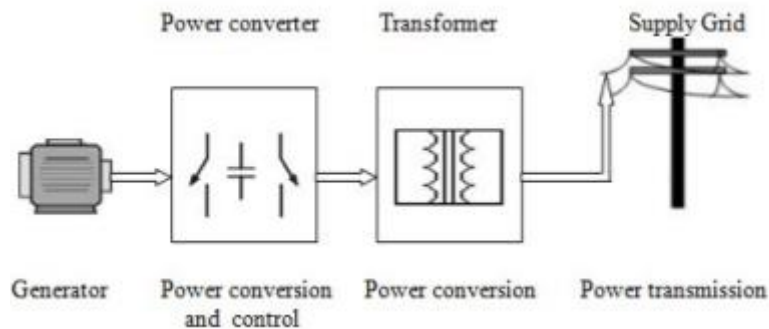 Power converter
Transformer
Supply Grid
Generator
Power conversion
and control
Power conversion
Power transmission